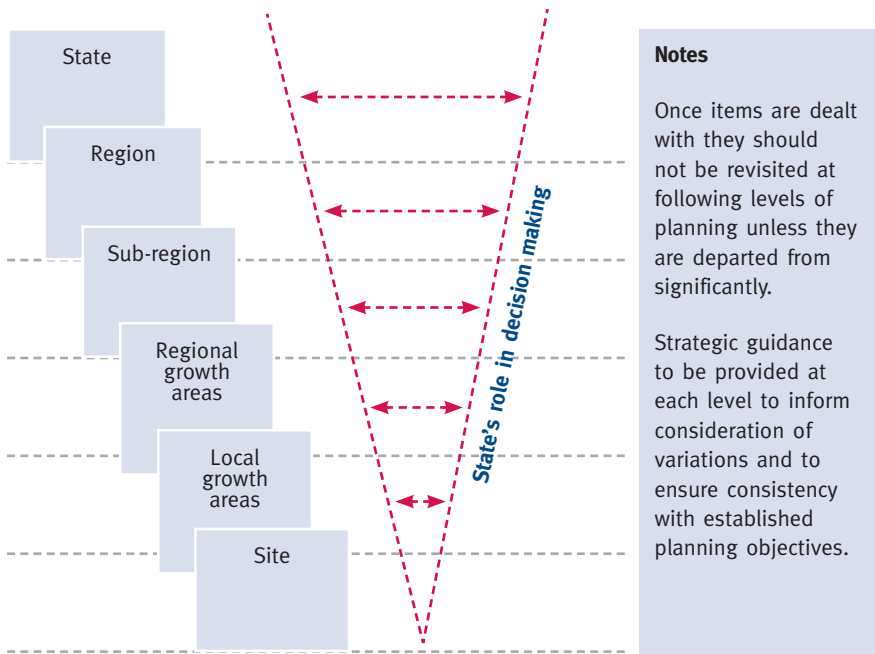 State
Region
Sub-region
Regional
growth
areas
Local
growth
areas
Site
State's role in decision making
Notes
Once items are dealt
with they should
not be revisited at
following levels of
planning unless they
are departed from
significantly.
Strategic guidance
to be provided at
each level to inform
consideration of
variations and to
ensure consistency
with established
planning objectives.